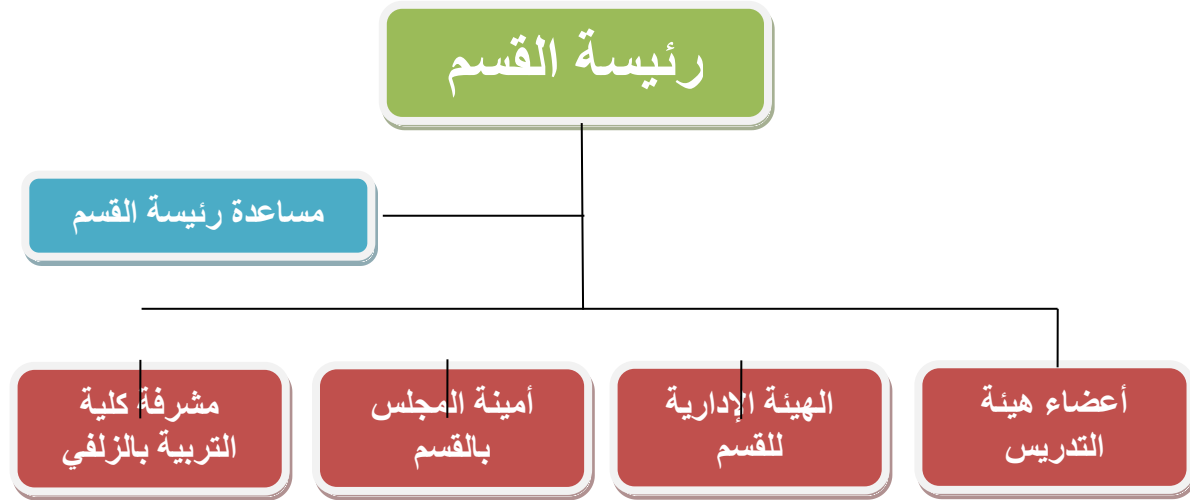 رئيسة القسم
مساعدة رئيسة القسم
أعضاء هيئة
التدريس
الهيئة الإدارية
للقسم
أمينة المجلس
بالقسم
مشرفة كلية
التربية بالزلفي